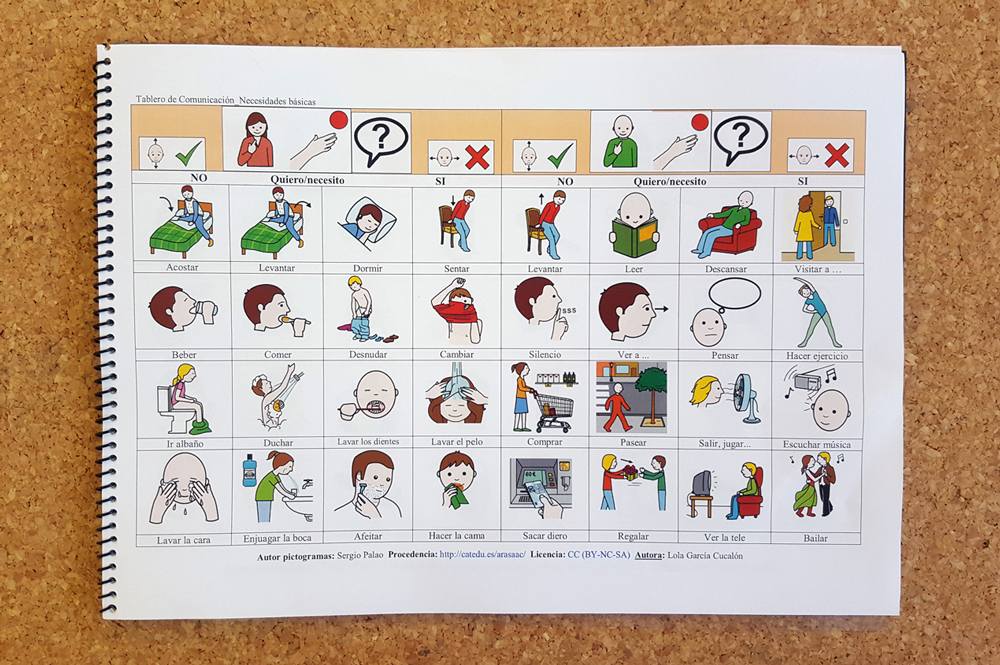 Tablero de Comunicación_Necesidades básicas
? ?
NO Quiero/necesito SI NO Quiero/necesito SI
Acostar Levantar Dormir Sentar Levantar Leer Descansar Visitar a ...
sss
Beber Comer Desnudar Cambiar Silencio Ver a ... Pensar Hacer ejercicio
Ir albaño Duchar Lavar los dientes Lavar el pelo Comprar Pasear Salir, jugar... Escuchar música
Lavar la cara Enjuagar la boca Afeitar Hacer la cama Sacar diero Regalar Ver la tele Bailar
Autor pictogramas: Sergio Palao Procedencia: http://catedu.es/arasaac/ Licencia: CC (BY-NC-SA) Autora: Lola García Cucalón